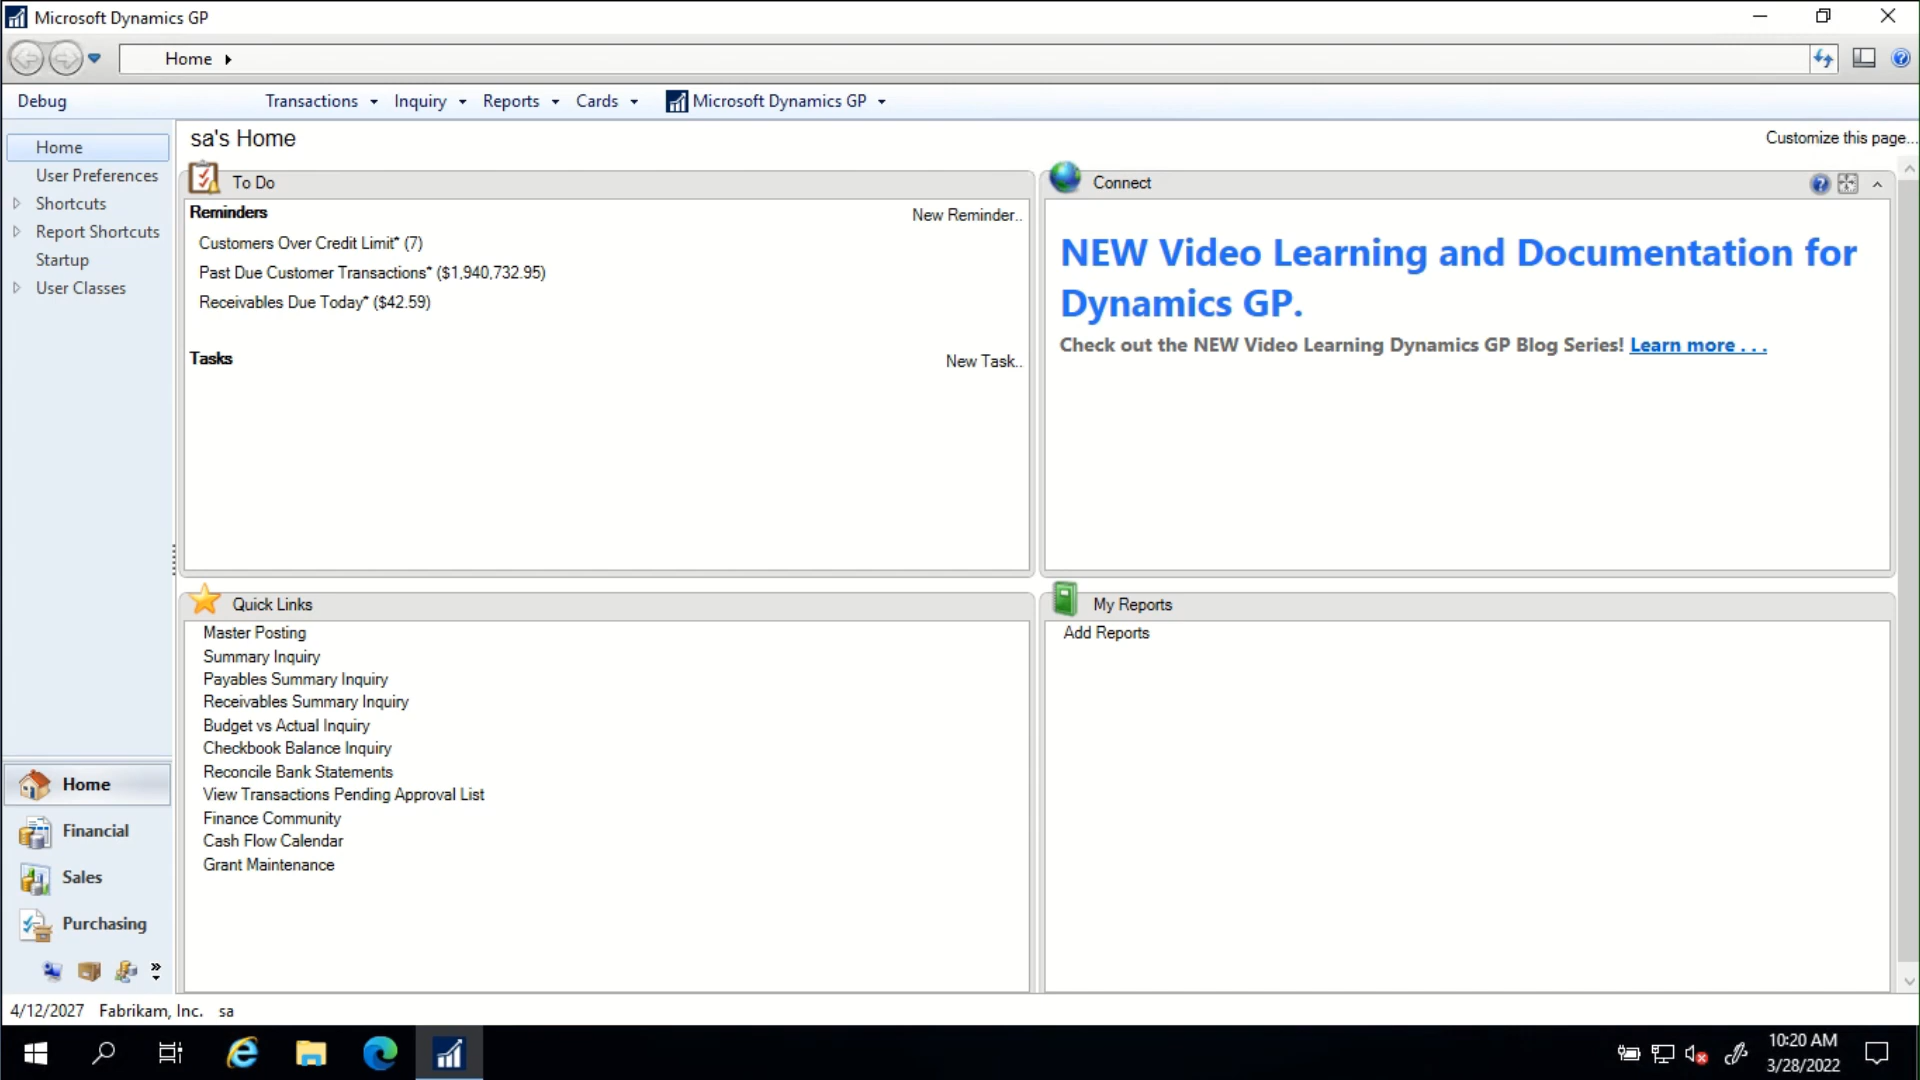 Microsoft Dynamics GP
Home
Debug
Transactions
Inquiry
Reports
Cards
Microsoft Dynamics GP
Home
User Preferences
Shortcuts
Report Shortcuts
Startup
User Classes
sa's Home
Customize this page...
To Do
Reminders
New Reminder..
Customers Over Credit Limit* (7)
Past Due Customer Transactions* ($1,940,732.95)
Receivables Due Today* ($42.59)
Tasks
New Task..
Connect
NEW Video Learning and Documentation for
Dynamics GP.
Check out the NEW Video Learning Dynamics GP Blog Series! Learn more . . .
Quick Links
Master Posting
Summary Inquiry
Payables Summary Inquiry
Receivables Summary Inquiry
Budget vs Actual Inquiry
Checkbook Balance Inquiry
Reconcile Bank Statements
View Transactions Pending Approval List
Finance Community
Cash Flow Calendar
Grant Maintenance
My Reports
Add Reports
Home
Financial
Sales
Purchasing
4/12/2027 Fabrikam, Inc. sa
10:20 AM
3/28/2022